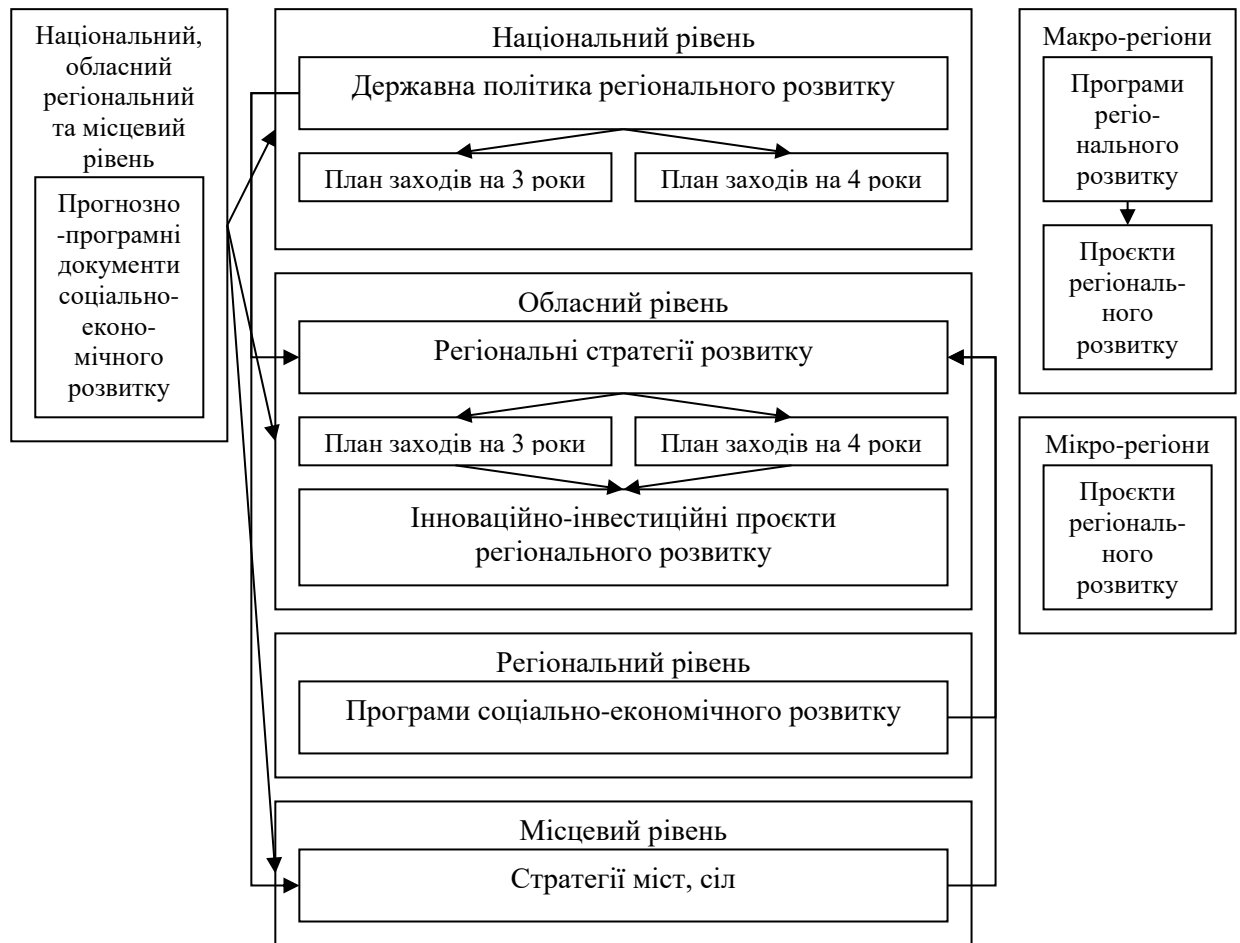 Національний,
обласний
регіональний
та місцевий
рівень
Прогнозно
-програмні
документи
соціально-
еконо-
мічного
розвитку
Національний рівень
Державна політика регіонального розвитку
План заходів на 3 роки
План заходів на 4 роки
Обласний рівень
Регіональні стратегії розвитку
План заходів на 3 роки
План заходів на 4 роки
Інноваційно-інвестиційні проєкти
регіонального розвитку
Регіональний рівень
Програми соціально-економічного розвитку
Місцевий рівень
Стратегії міст, сіл
Макро-регіони
Програми
регіо-
нального
розвитку
Проєкти
регіональ-
ного
розвитку
Мікро-регіони
Проєкти
регіональ-
ного
розвитку